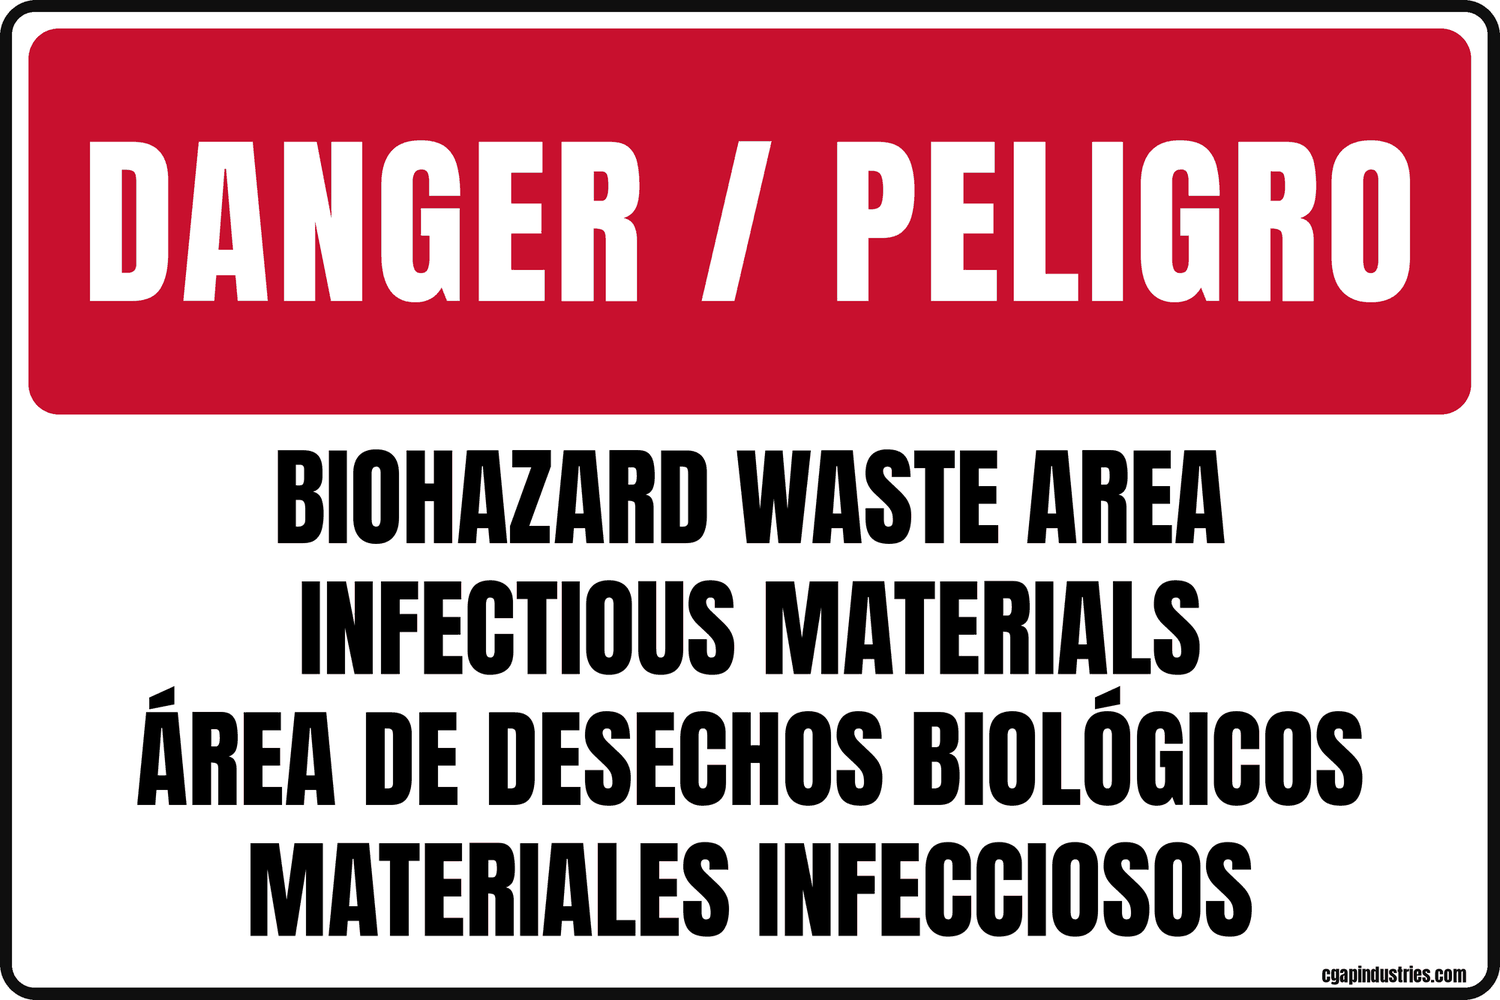 DANGER / PELIGRO
BIOHAZARD WASTE AREA
INFECTIOUS MATERIALS
ÁREA DE DESECHOS BIOLÓGICOS
MATERIALES INFECCIOSOS
cgapindustries.com